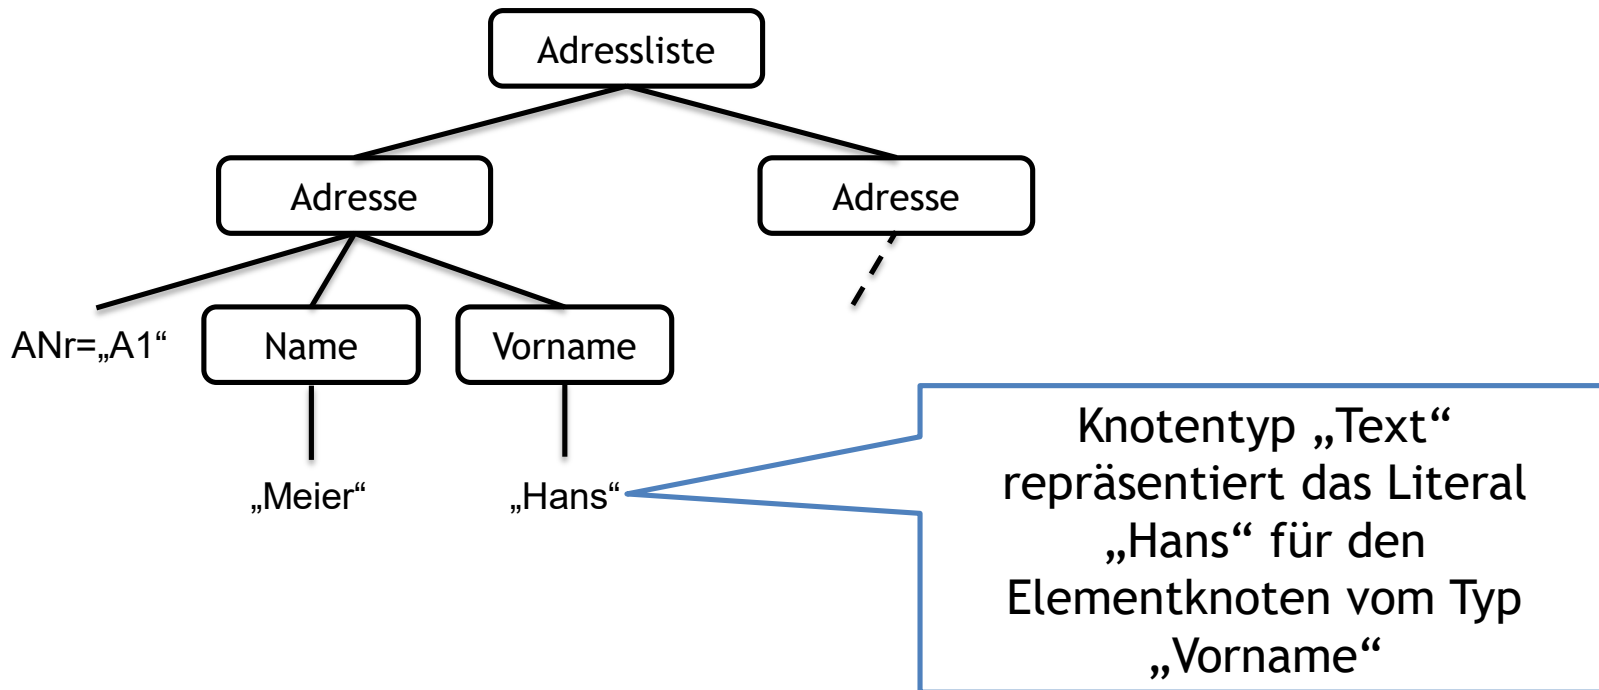 Adressliste
Adresse
Adresse
ANr=„A1“
Name
Vorname
„Meier“
„Hans“
Knotentyp „Text“
repräsentiert das Literal
„Hans“ für den
Elementknoten vom Typ
„Vorname“